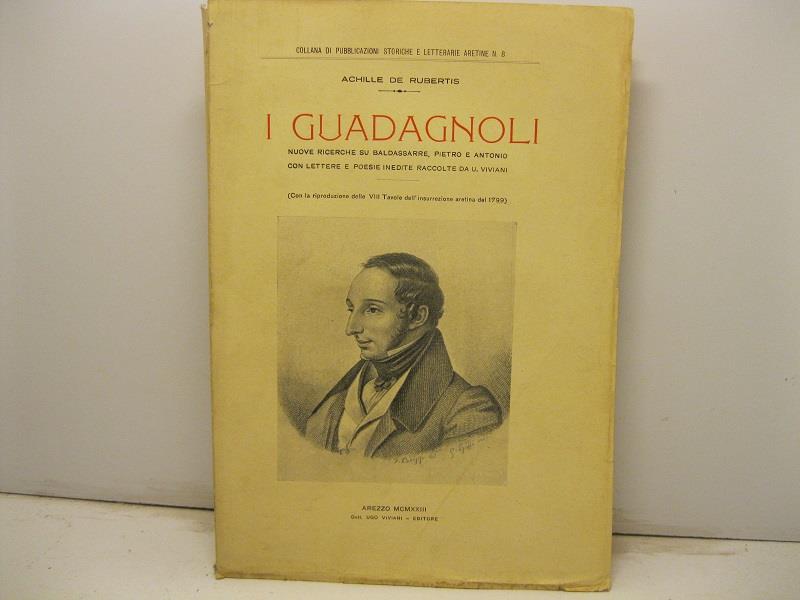 COLLANA DI PUBBLICAZIONI STORICHE E LETTERARIE ARETINE N. 8
ACHILLE DE RUBERTIS
I GUADAGNOLI
NUOVE RICERCHE SU BALDASSARRE, PIETRO E ANTONIO
CON LETTERE E POESIE INEDITE RACCOLTE DA U. VIVIANI
(Con la riproduzione delle VIII Tavole dell'insurrezione aretina del 1799)
AREZZO MCMXXIII
Dott. UGO VIVIANI - EDITORE